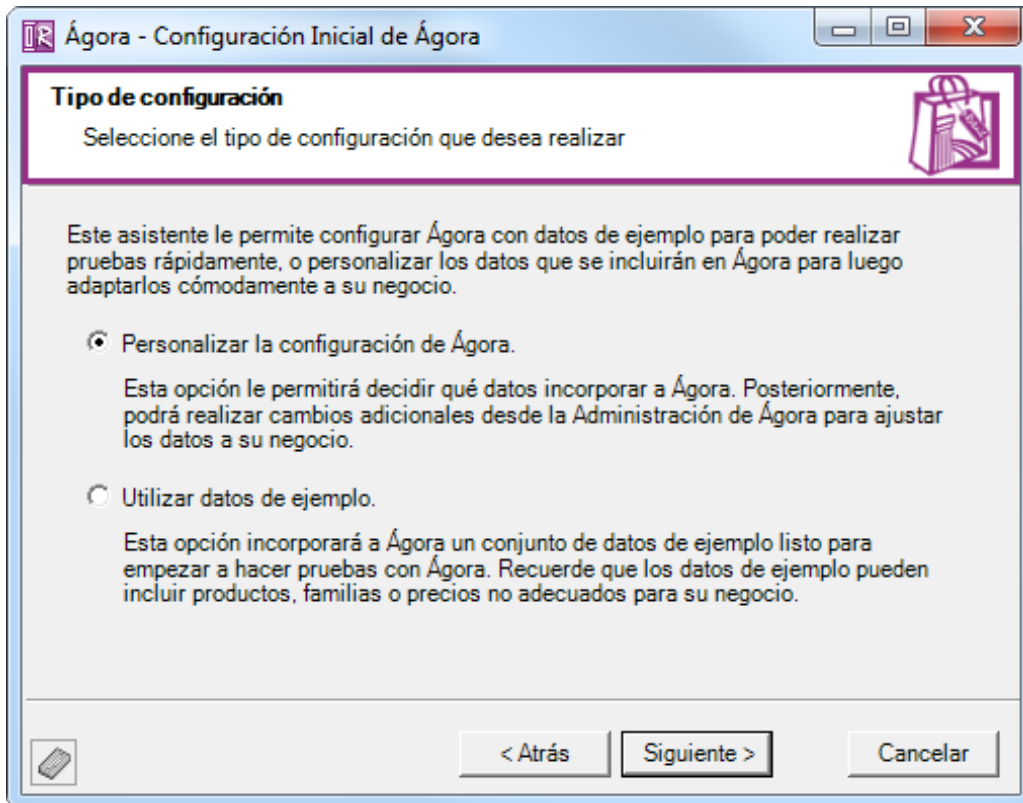 Ágora - Configuración Inicial de Ágora
Tipo de configuración
Seleccione el tipo de configuración que desea realizar
Este asistente le permite configurar Ágora con datos de ejemplo para poder realizar
pruebas rápidamente, o personalizar los datos que se incluirán en Ágora para luego
adaptarlos cómodamente a su negocio.
Personalizar la configuración de Ágora.
Esta opción le permitirá decidir qué datos incorporar a Ágora. Posteriormente,
podrá realizar cambios adicionales desde la Administración de Ágora para ajustar
los datos a su negocio.
Utilizar datos de ejemplo.
Esta opción incorporará a Ágora un conjunto de datos de ejemplo listo para
empezar a hacer pruebas con Ágora. Recuerde que los datos de ejemplo pueden
incluir productos, familias o precios no adecuados para su negocio.
< Atrás
Siguiente >
Cancelar